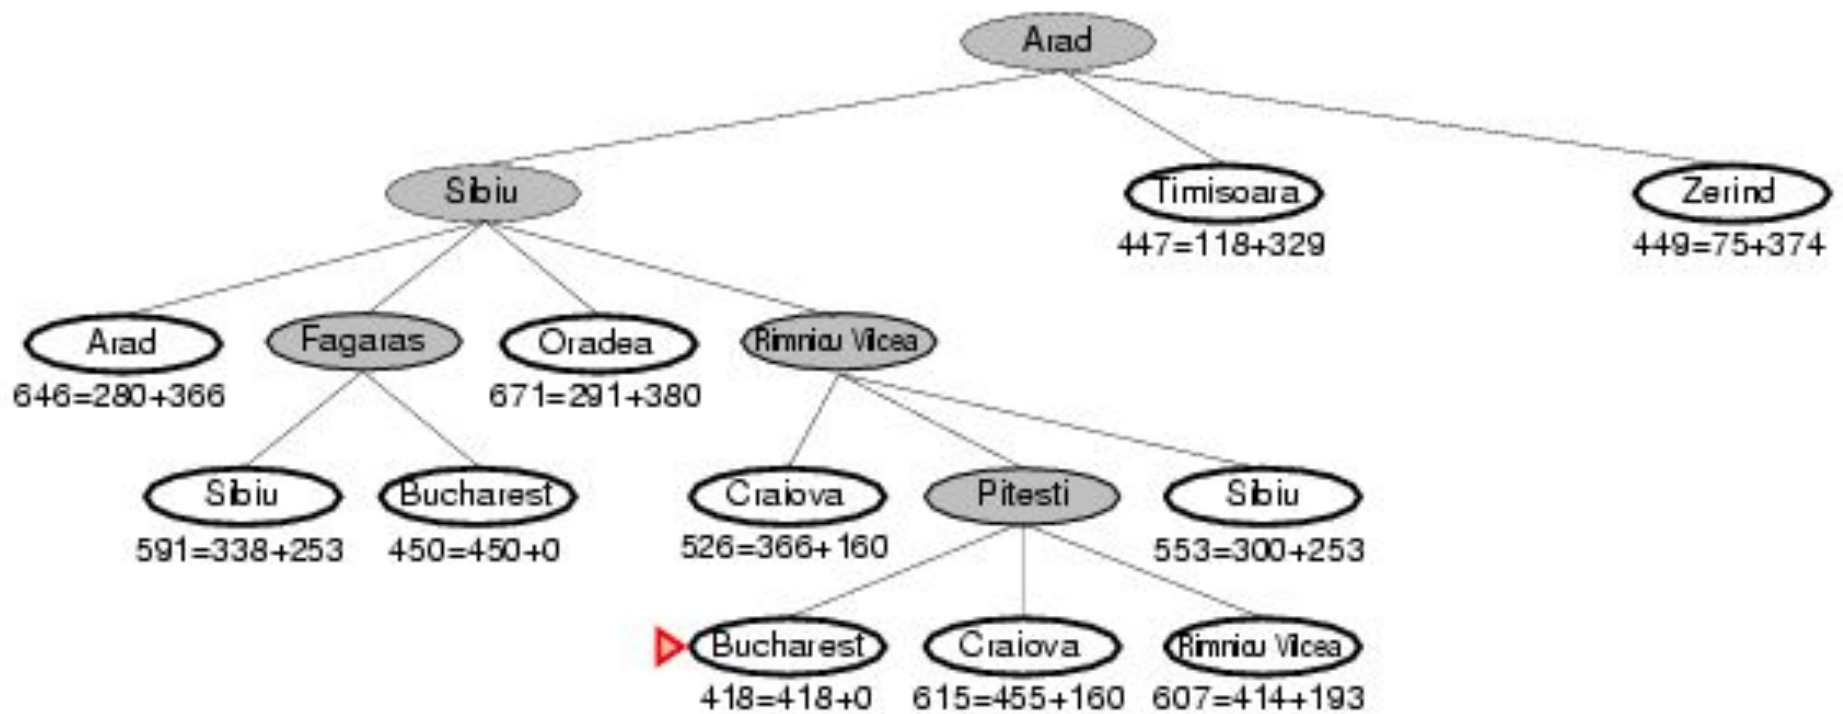 Arad
Sibiu
Timisoara
Zerind
447=118+329
449=75+374
Arad
Fagaras
Oradea
Rimnicu Vilcea
646=280+366
671=291+380
Sibiu
Bucharest
Craiova
Pitesti
Sibiu
591=338+253
450=450+0
526=366+160
553=300+253
Bucharest
Craiova
Rimnicu Vilcea
418=418+0
615=455+160
607=414+193